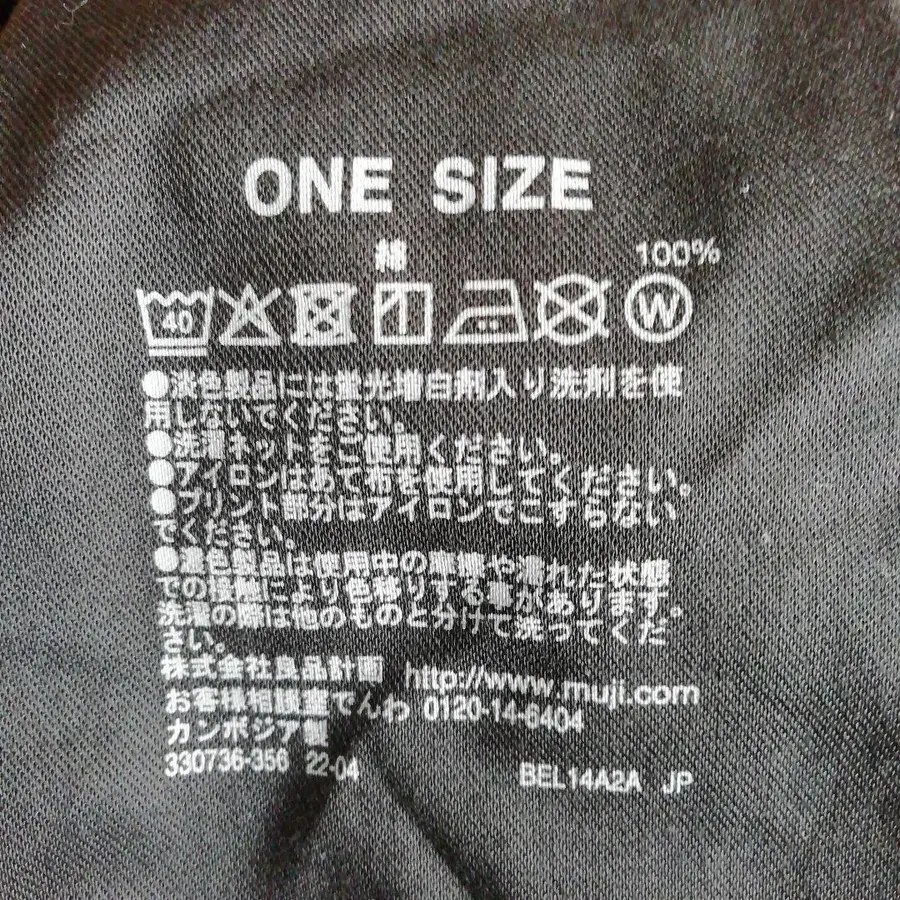 ONE SIZE
綿 100%
40 W
●淡色製品には蛍光増白剤入り洗剤を使
用しないでください。
●洗濯ネットをご使用ください。
●アイロンはあて布を使用してください。
●プリント部分はアイロンでこすらない
でください。
●濃色製品は使用中の摩擦や濡れた状態
での接触により色移りする事があります。
洗濯の際は他のものと分けて洗ってくだ
さい。
株式会社良品計画 http://www.muji.com
お客様相談室でんわ 0120-14-6404
カンボジア製
330736-356 22-04 BEL14A2A JP